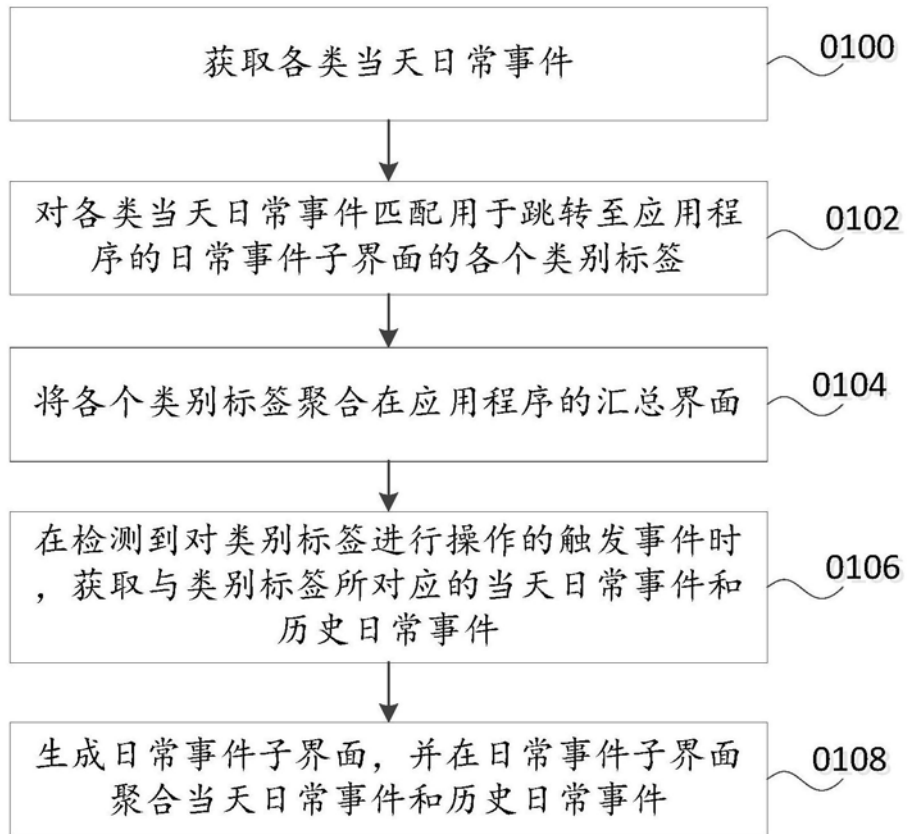 获取各类当天日常事件
0100
对各类当天日常事件匹配用于跳转至应用程
序的日常事件子界面的各个类别标签
0102
将各个类别标签聚合在应用程序的汇总界面
0104
在检测到对类别标签进行操作的触发事件时
，获取与类别标签所对应的当天日常事件和
历史日常事件
0106
生成日常事件子界面，并在日常事件子界面
聚合当天日常事件和历史日常事件
0108